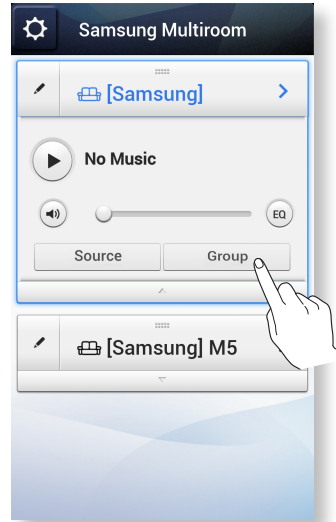 Samsung Multiroom
[Samsung]
No Music
EQ
Source Group
[Samsung] M5